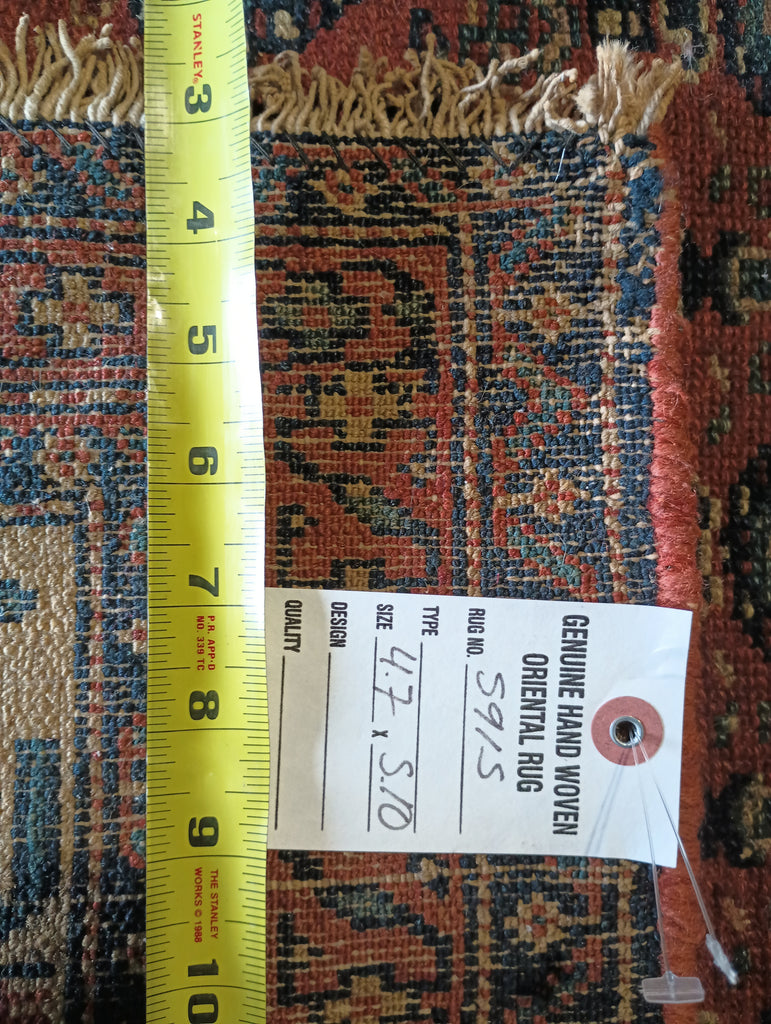 STANLEY®
3
4
5
6
7
P.R. APP·D
NO. 339 TC
8
9
THE STANLEY
WORKS © 1988
10
GENUINE HAND WOVEN
ORIENTAL RUG
RUG NO. 5915
TYPE
SIZE 4.7 X 5.10
DESIGN
QUALITY